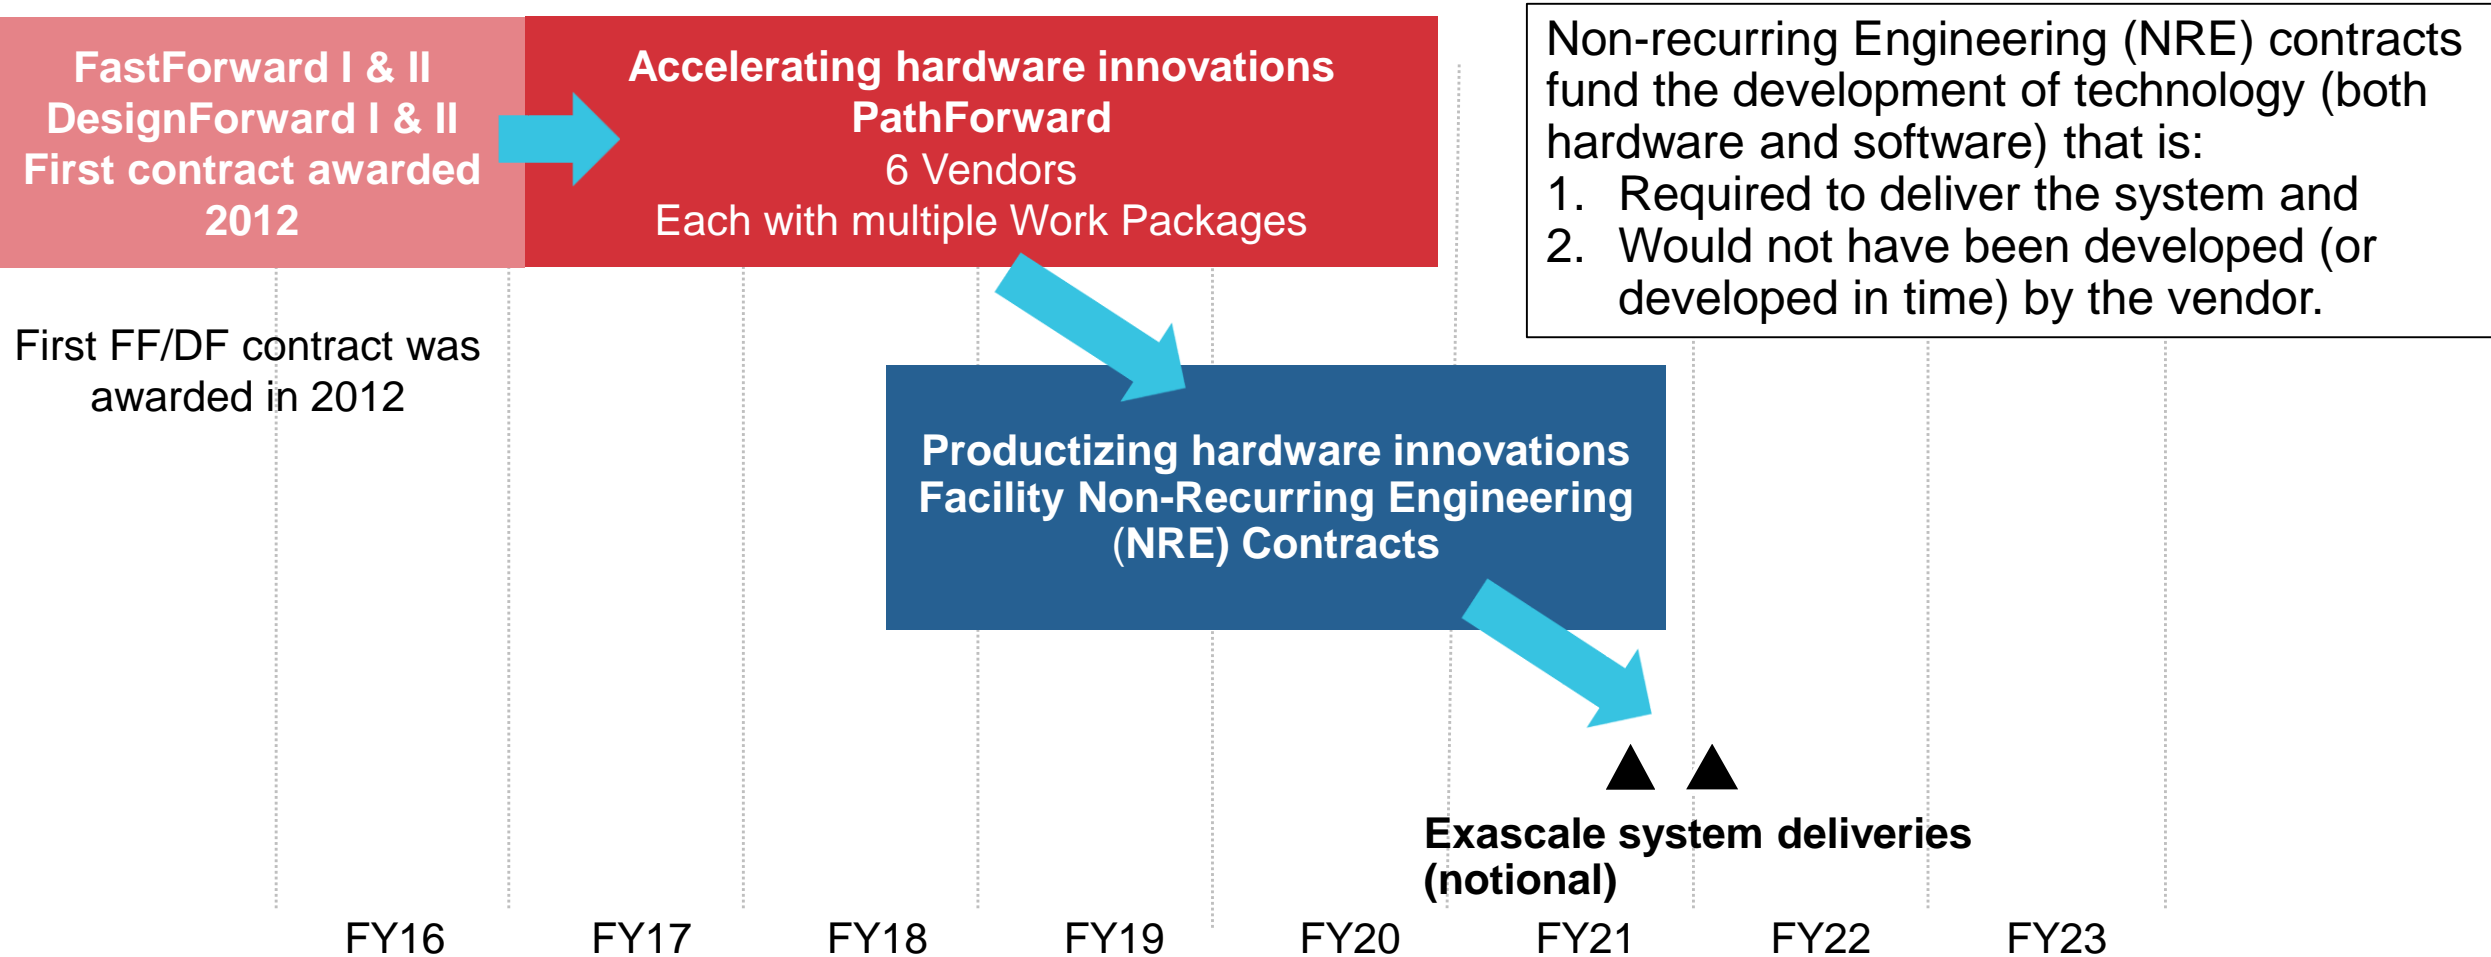 FastForward I & II
DesignForward I & II
First contract awarded
2012
Accelerating hardware innovations
PathForward
6 Vendors
Each with multiple Work Packages
Non-recurring Engineering (NRE) contracts
fund the development of technology (both
hardware and software) that is:
1. Required to deliver the system and
2. Would not have been developed (or
developed in time) by the vendor.
First FF/DF contract was
awarded in 2012
Productizing hardware innovations
Facility Non-Recurring Engineering
(NRE) Contracts
Exascale system deliveries
(notional)
FY16 FY17 FY18 FY19 FY20 FY21 FY22 FY23